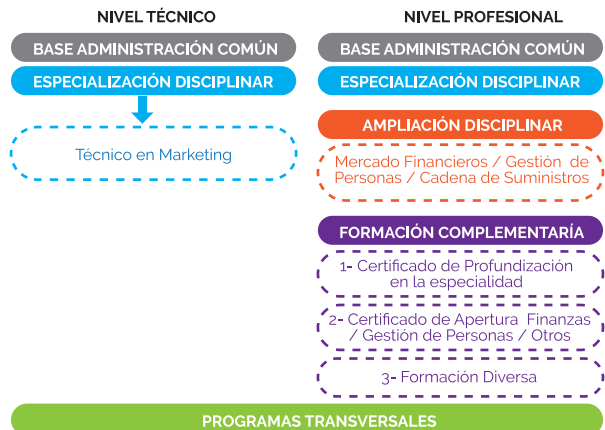 NIVEL TÉCNICO
BASE ADMINISTRACIÓN COMÚN
ESPECIALIZACIÓN DISCIPLINAR
Técnico en Marketing
NIVEL PROFESIONAL
BASE ADMINISTRACIÓN COMÚN
ESPECIALIZACIÓN DISCIPLINAR
AMPLIACIÓN DISCIPLINAR
Mercado Financieros / Gestión de
Personas / Cadena de Suministros
FORMACIÓN COMPLEMENTARÍA
1- Certificado de Profundización
en la especialidad
2- Certificado de Apertura Finanzas
/ Gestión de Personas / Otros
3- Formación Diversa
PROGRAMAS TRANSVERSALES